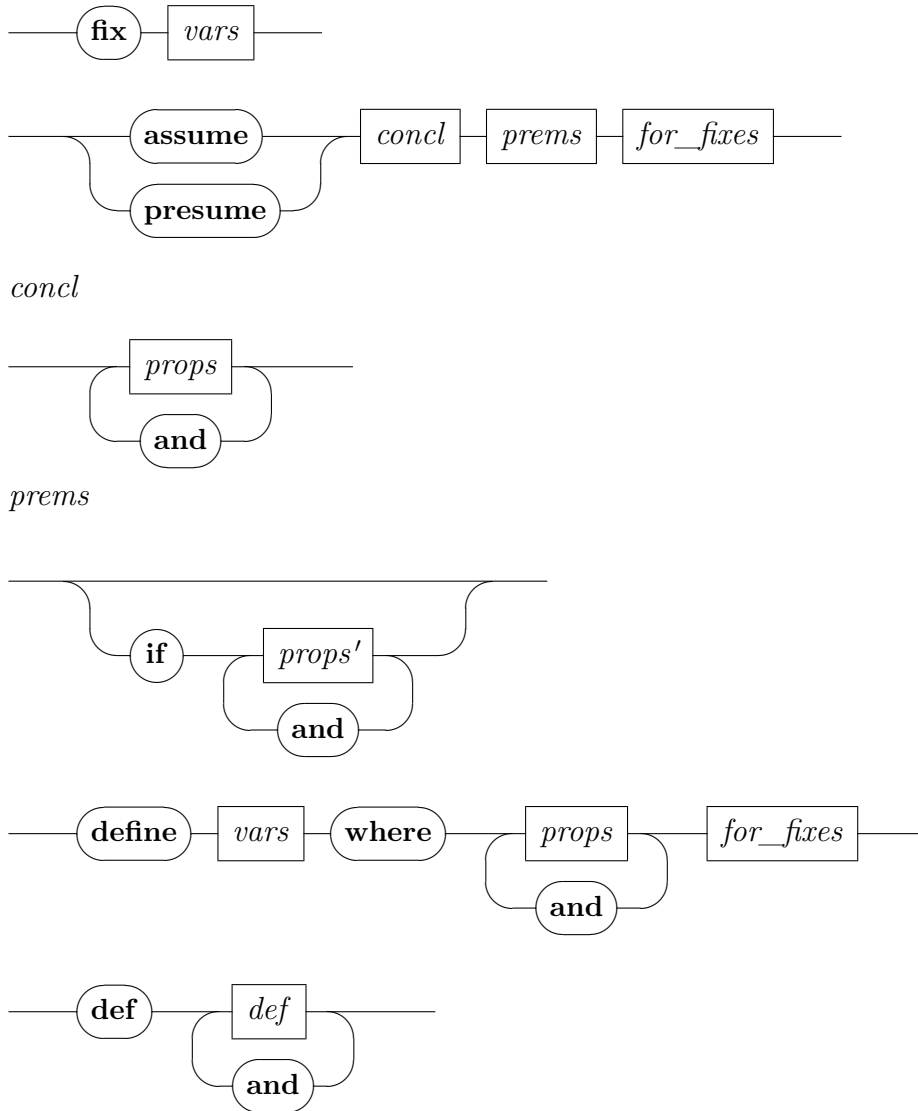 fix vars
assume concl prems for_fixes
presume
concl
props
and
prems
if props′
and
define vars where props for_fixes
and
def def
and